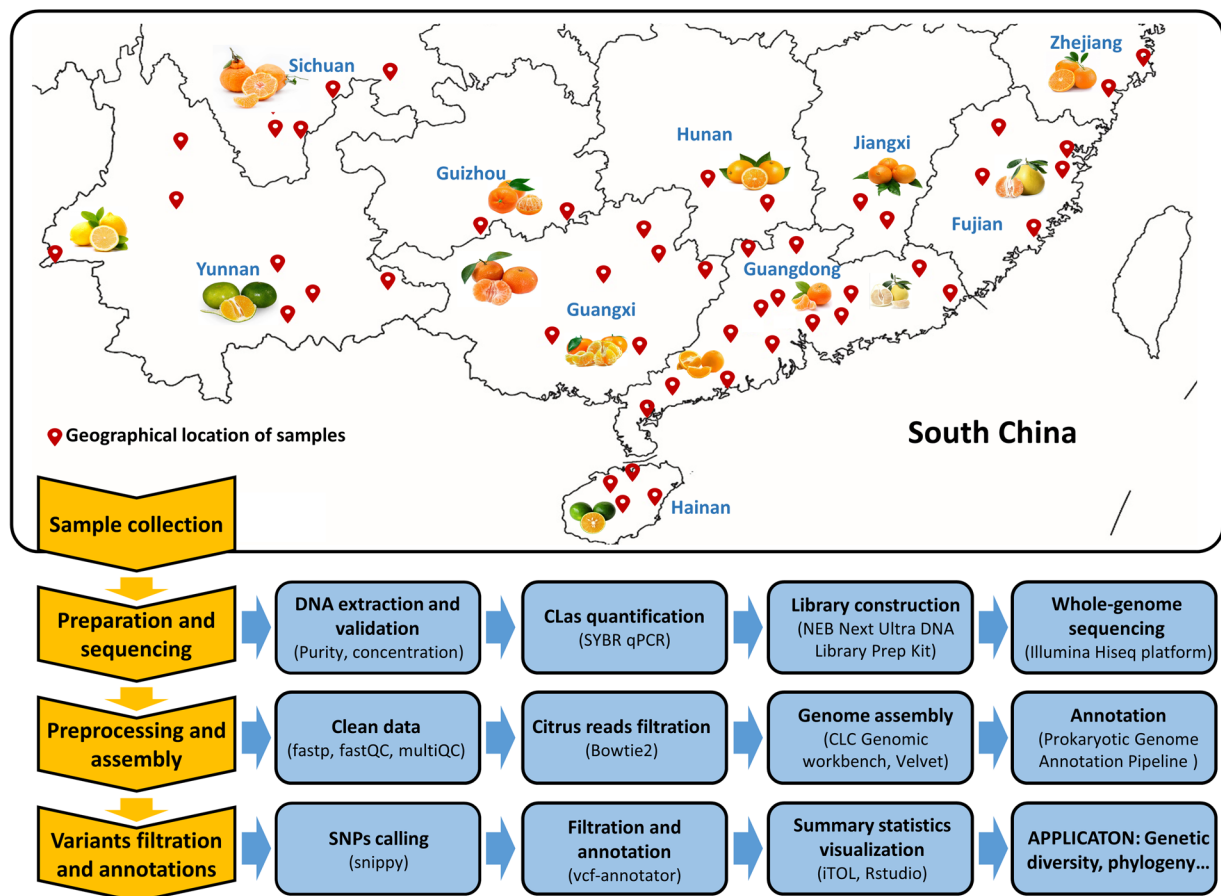 Zhejiang
Sichuan
Hunan
Jiangxi
Guizhou
Fujian
Yunnan
Guangdong
Guangxi
Geographical location of samples
South China
Hainan
Sample collection
Preparation and
sequencing
DNA extraction and
validation
(Purity, concentration)
CLas quantification
(SYBR qPCR)
Library construction
(NEB Next Ultra DNA
Library Prep Kit)
Whole-genome
sequencing
(Illumina Hiseq platform)
Preprocessing and
assembly
Clean data
(fastp, fastQC, multiQC)
Citrus reads filtration
(Bowtie2)
Genome assembly
(CLC Genomic
workbench, Velvet)
Annotation
(Prokaryotic Genome
Annotation Pipeline )
Variants filtration
and annotations
SNPs calling
(snippy)
Filtration and
annotation
(vcf-annotator)
Summary statistics
visualization
(iTOL, Rstudio)
APPLICATON: Genetic
diversity, phylogeny...